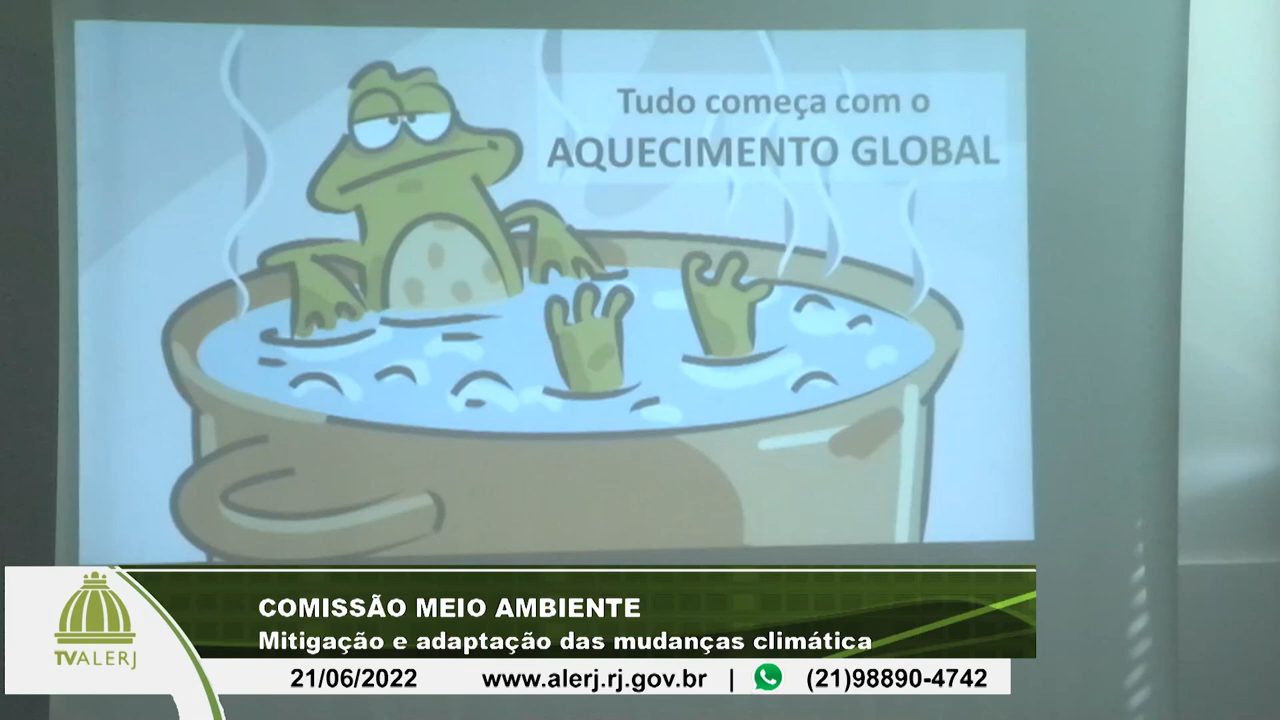 Tudo começa com o
AQUECIMENTO GLOBAL
COMISSÃO MEIO AMBIENTE
Mitigação e adaptação das mudanças climática
TVALERJ
21/06/2022 www.alerj.rj.gov.br | (21)98890-4742